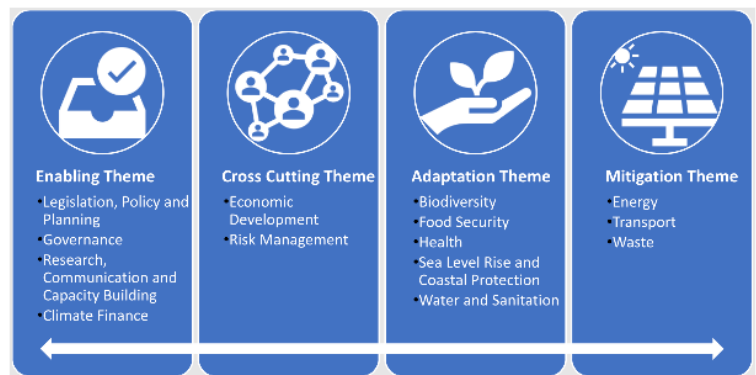 Enabling Theme
•Legislation, Policy and
Planning
•Governance
•Research,
Communication and
Capacity Building
•Climate Finance
Cross Cutting Theme
•Economic
Development
•Risk Management
Adaptation Theme
•Biodiversity
•Food Security
•Health
•Sea Level Rise and
Coastal Protection
•Water and Sanitation
Mitigation Theme
•Energy
•Transport
•Waste